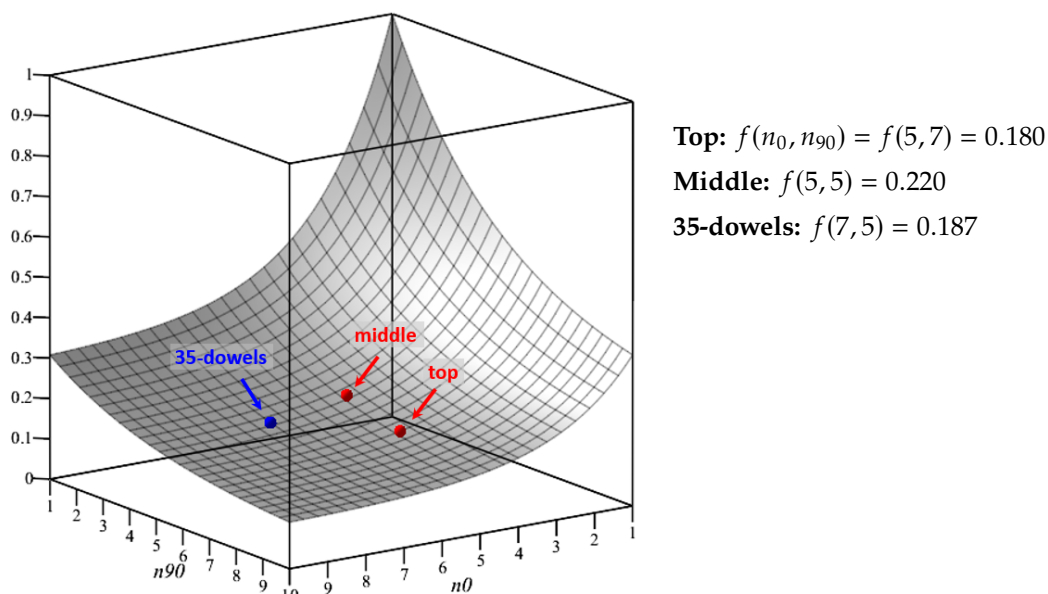 1
0.9
0.8
0.7
0.6
0.5
0.4
0.3
0.2
0.1
0
35-dowels
middle
top
1 2 3 4 5 6 7 8 9 10
n90
9 8 7 6 5 4 3 2 1
n0
Top: f(n₀, n₉₀) = f(5, 7) = 0.180
Middle: f(5, 5) = 0.220
35-dowels: f(7, 5) = 0.187